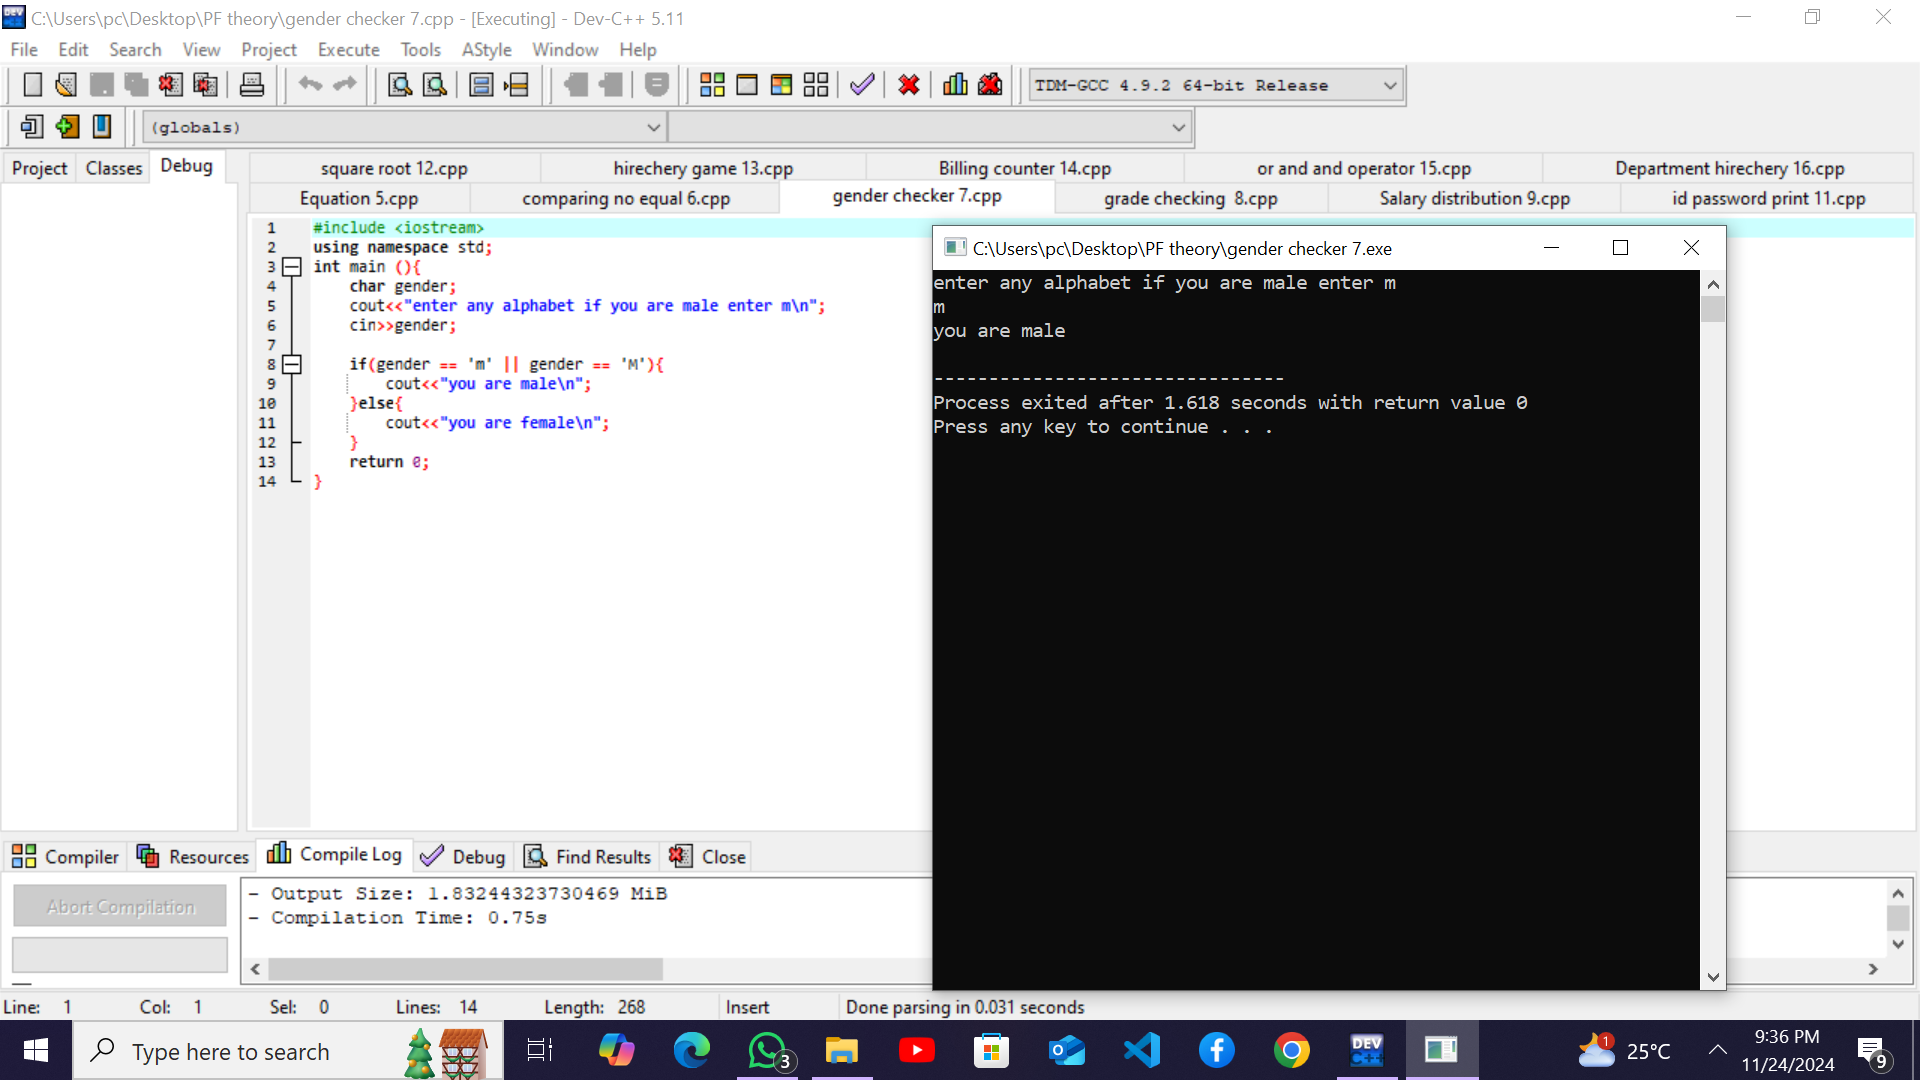 C:\Users\pc\Desktop\PF theory\gender checker 7.cpp - [Executing] - Dev-C++ 5.11
File Edit Search View Project Execute Tools AStyle Window Help
TDM-GCC 4.9.2 64-bit Release
(globals)
Project Classes Debug
square root 12.cpp hirechery game 13.cpp Billing counter 14.cpp or and and operator 15.cpp Department hirechery 16.cpp
Equation 5.cpp comparing no equal 6.cpp gender checker 7.cpp grade checking 8.cpp Salary distribution 9.cpp id password print 11.cpp
1 #include <iostream>
2 using namespace std;
3 int main (){
4 char gender;
5 cout<<"enter any alphabet if you are male enter m\n";
6 cin>>gender;
7
8 if(gender == 'm' || gender == 'M'){
9 cout<<"you are male\n";
10 }else{
11 cout<<"you are female\n";
12 }
13 return 0;
14 }
C:\Users\pc\Desktop\PF theory\gender checker 7.exe
enter any alphabet if you are male enter m
m
you are male
--------------------------------
Process exited after 1.618 seconds with return value 0
Press any key to continue . . .
Compiler Resources Compile Log Debug Find Results Close
Abort Compilation
- Output Size: 1.83244323730469 MiB
- Compilation Time: 0.75s
Line: 1 Col: 1 Sel: 0 Lines: 14 Length: 268 Insert Done parsing in 0.031 seconds
Type here to search
3
DEV C++
1
25°C
9:36 PM
11/24/2024
9